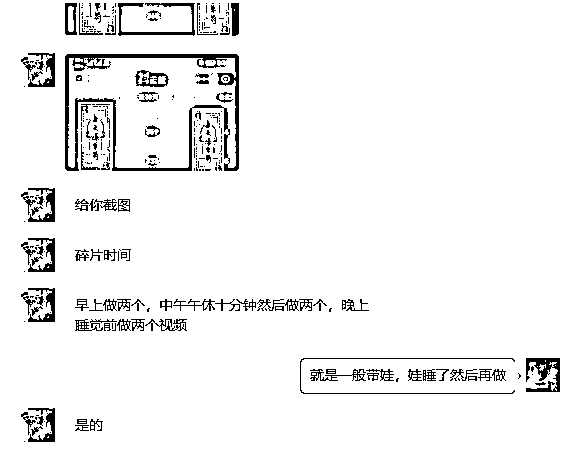 给你截图
碎片时间
早上做两个，中午午休十分钟然后做两个，晚上
睡觉前做两个视频
就是一般带娃，娃睡了然后再做
是的